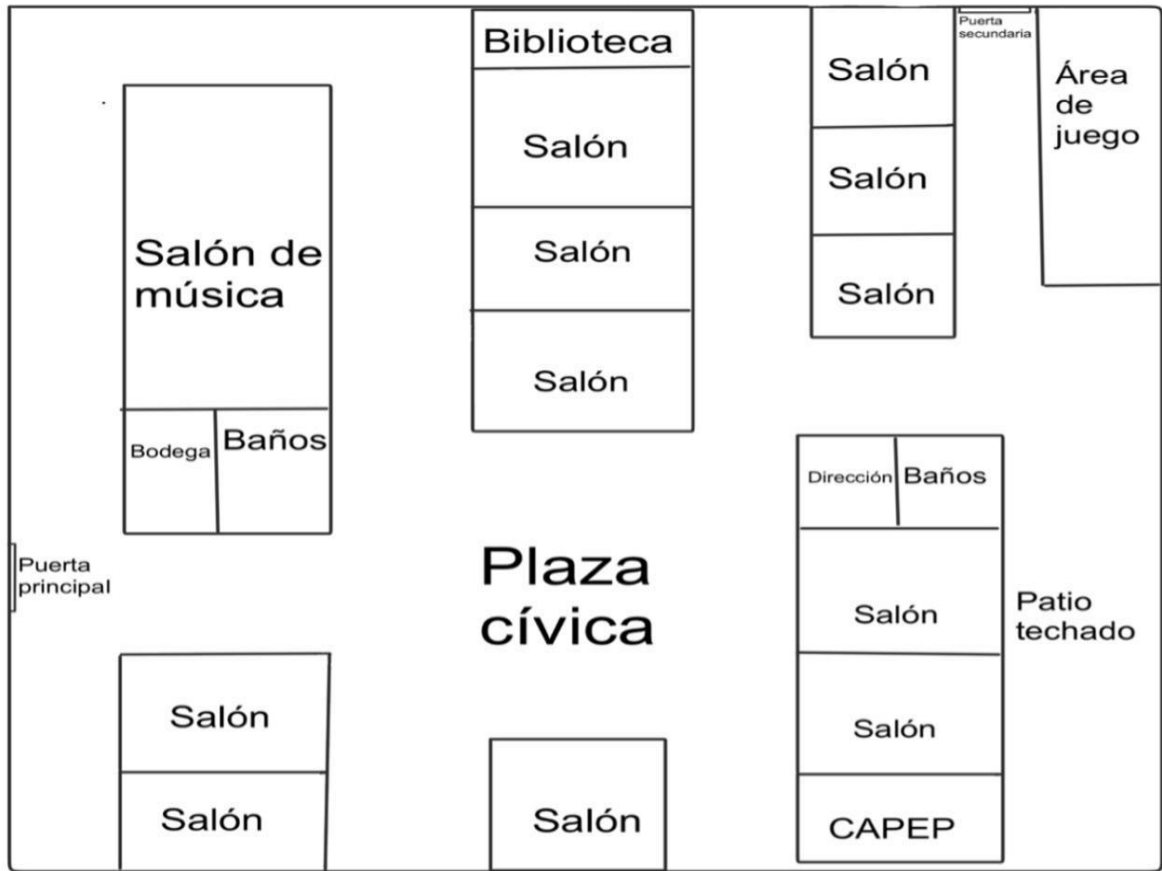 Puerta
secundaria
Biblioteca
Salón
Área
de
juego
Salón
Salón
Salón de
música
Salón
Salón
Salón
Bodega
Baños
Dirección
Baños
Puerta
principal
Plaza
cívica
Salón
Patio
techado
Salón
Salón
Salón
Salón
CAPEP